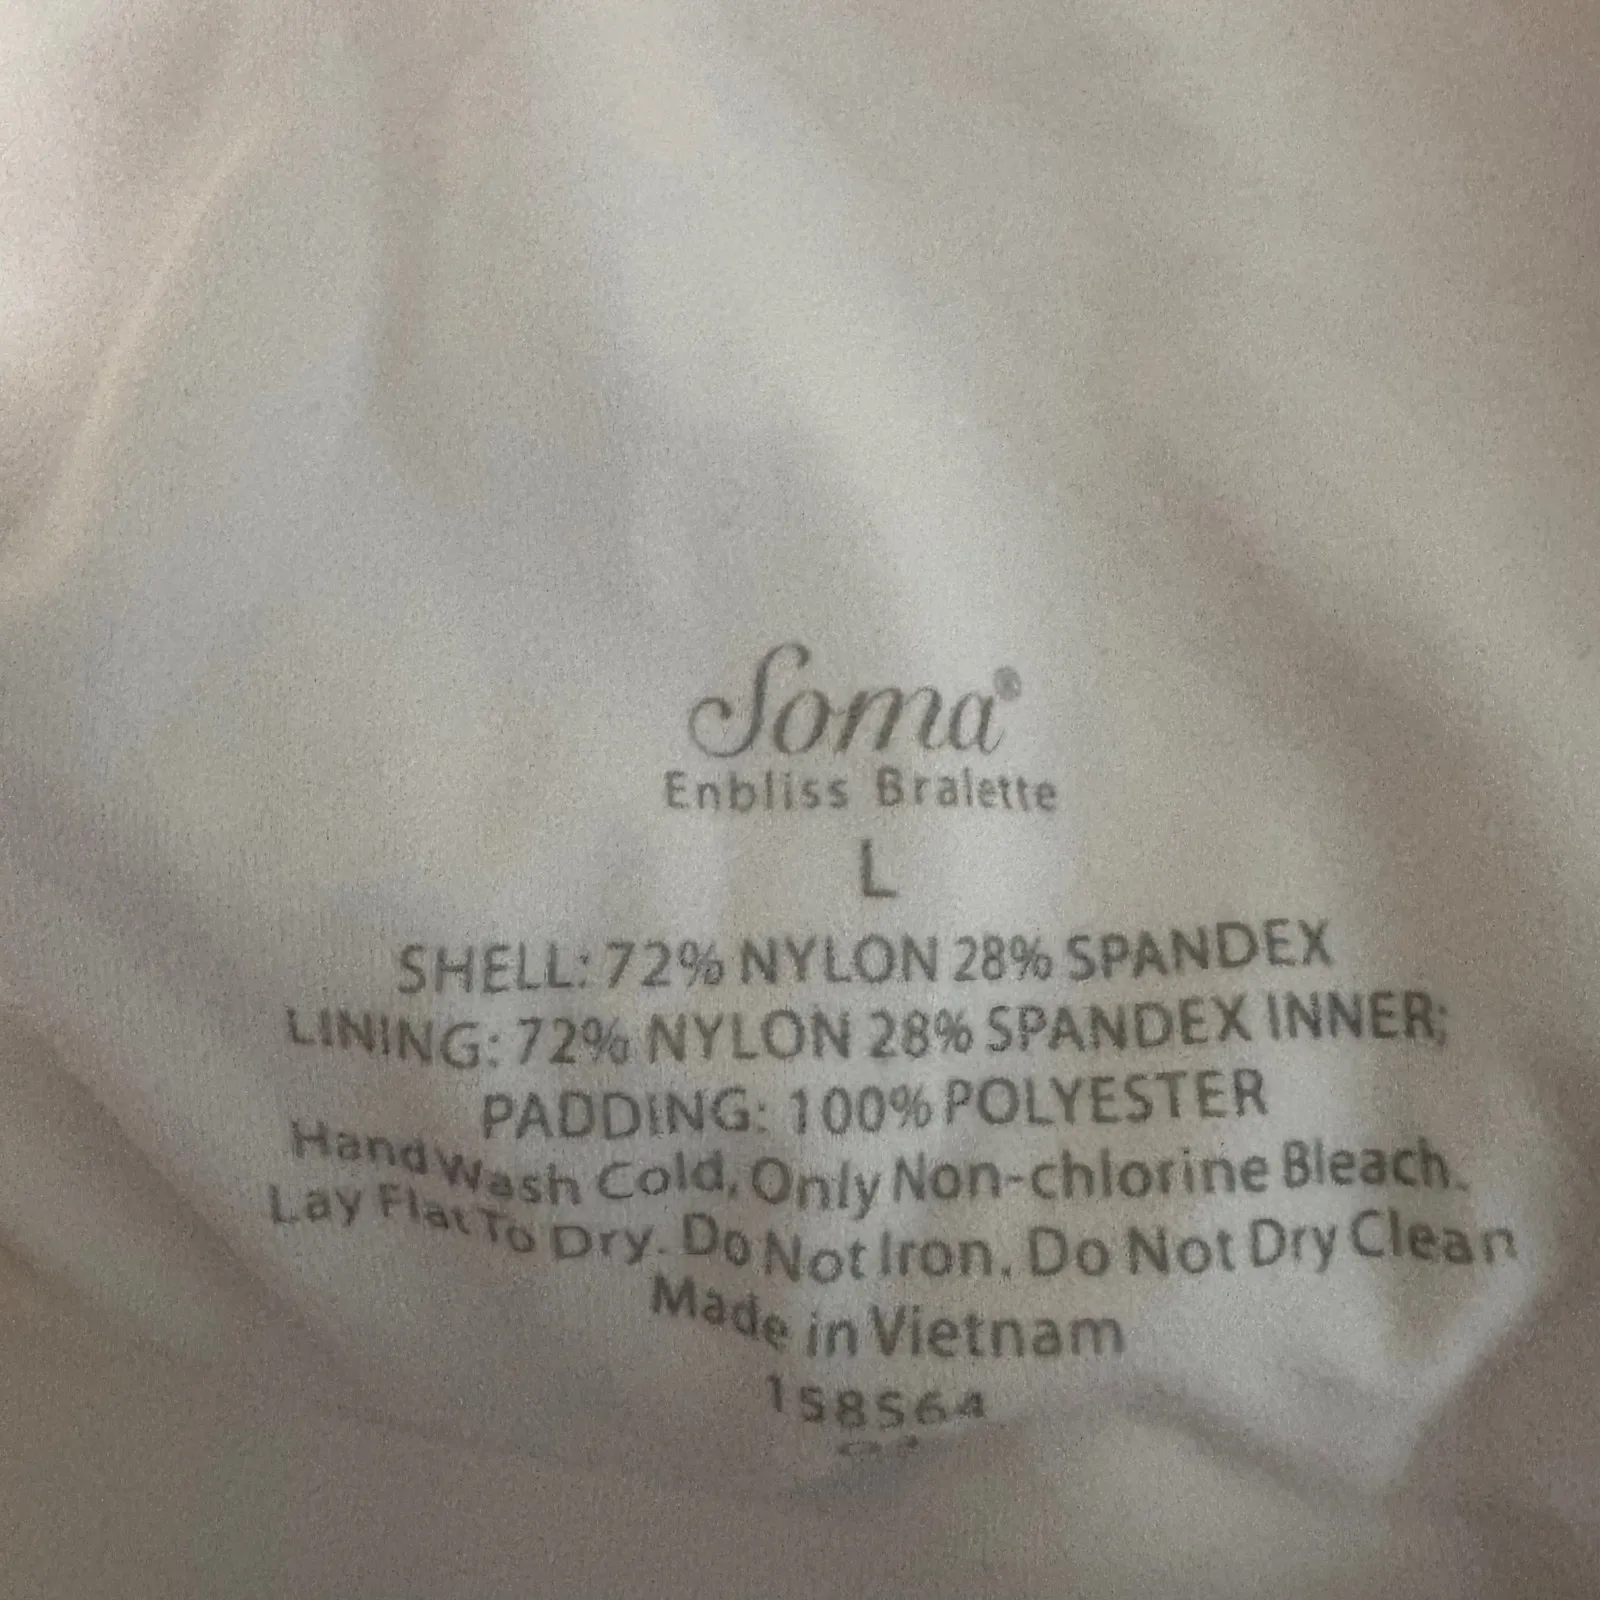 Soma®
Enbliss Bralette
L
SHELL: 72% NYLON 28% SPANDEX
LINING: 72% NYLON 28% SPANDEX INNER;
PADDING: 100% POLYESTER
Hand Wash Cold, Only Non-chlorine Bleach.
Lay Flat To Dry. Do Not Iron. Do Not Dry Clean
Made in Vietnam
158564